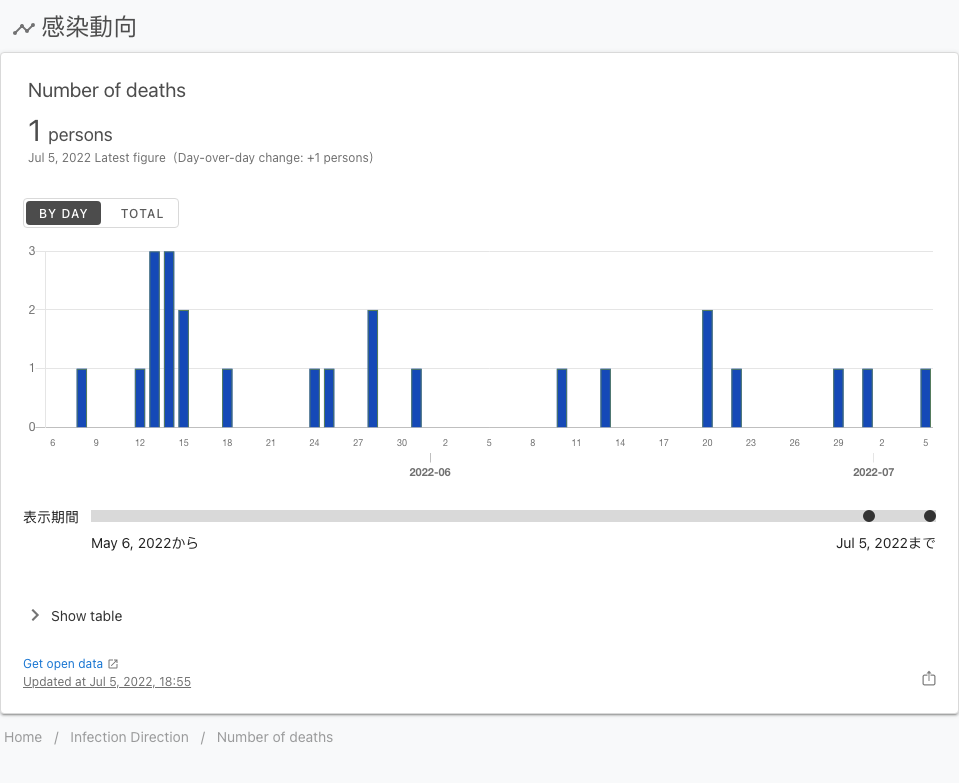 感染動向
Number of deaths
1 persons
Jul 5, 2022 Latest figure (Day-over-day change: +1 persons)
BY DAY TOTAL
3
2
1
0
6 9 12 15 18 21 24 27 30 2 5 8 11 14 17 20 23 26 29 2 5
2022-06 2022-07
表示期間
May 6, 2022から Jul 5, 2022まで
Show table
Get open data
Updated at Jul 5, 2022, 18:55
Home / Infection Direction / Number of deaths